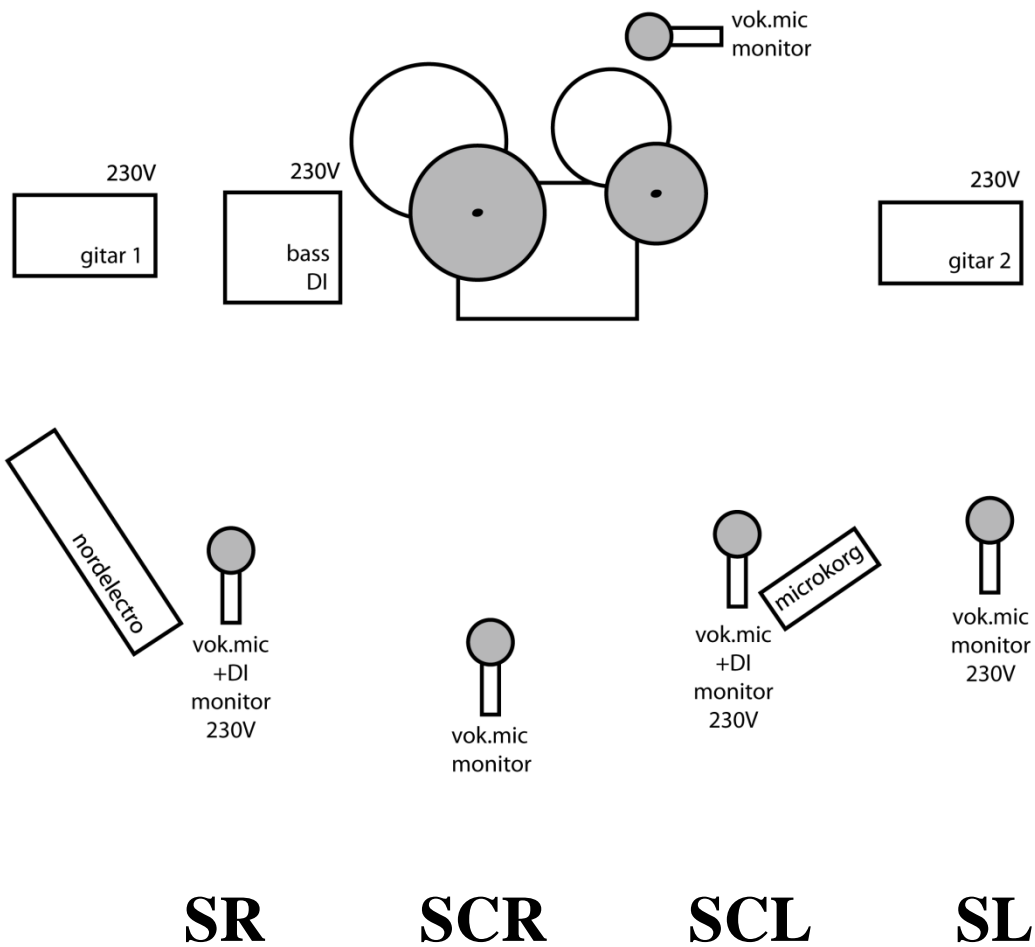 vok.mic
monitor
230V
gitar 1
230V
bass
DI
230V
gitar 2
nordelectro
vok.mic
+DI
monitor
230V
vok.mic
monitor
vok.mic
+DI
monitor
230V
microkorg
vok.mic
monitor
230V
SR SCR SCL SL